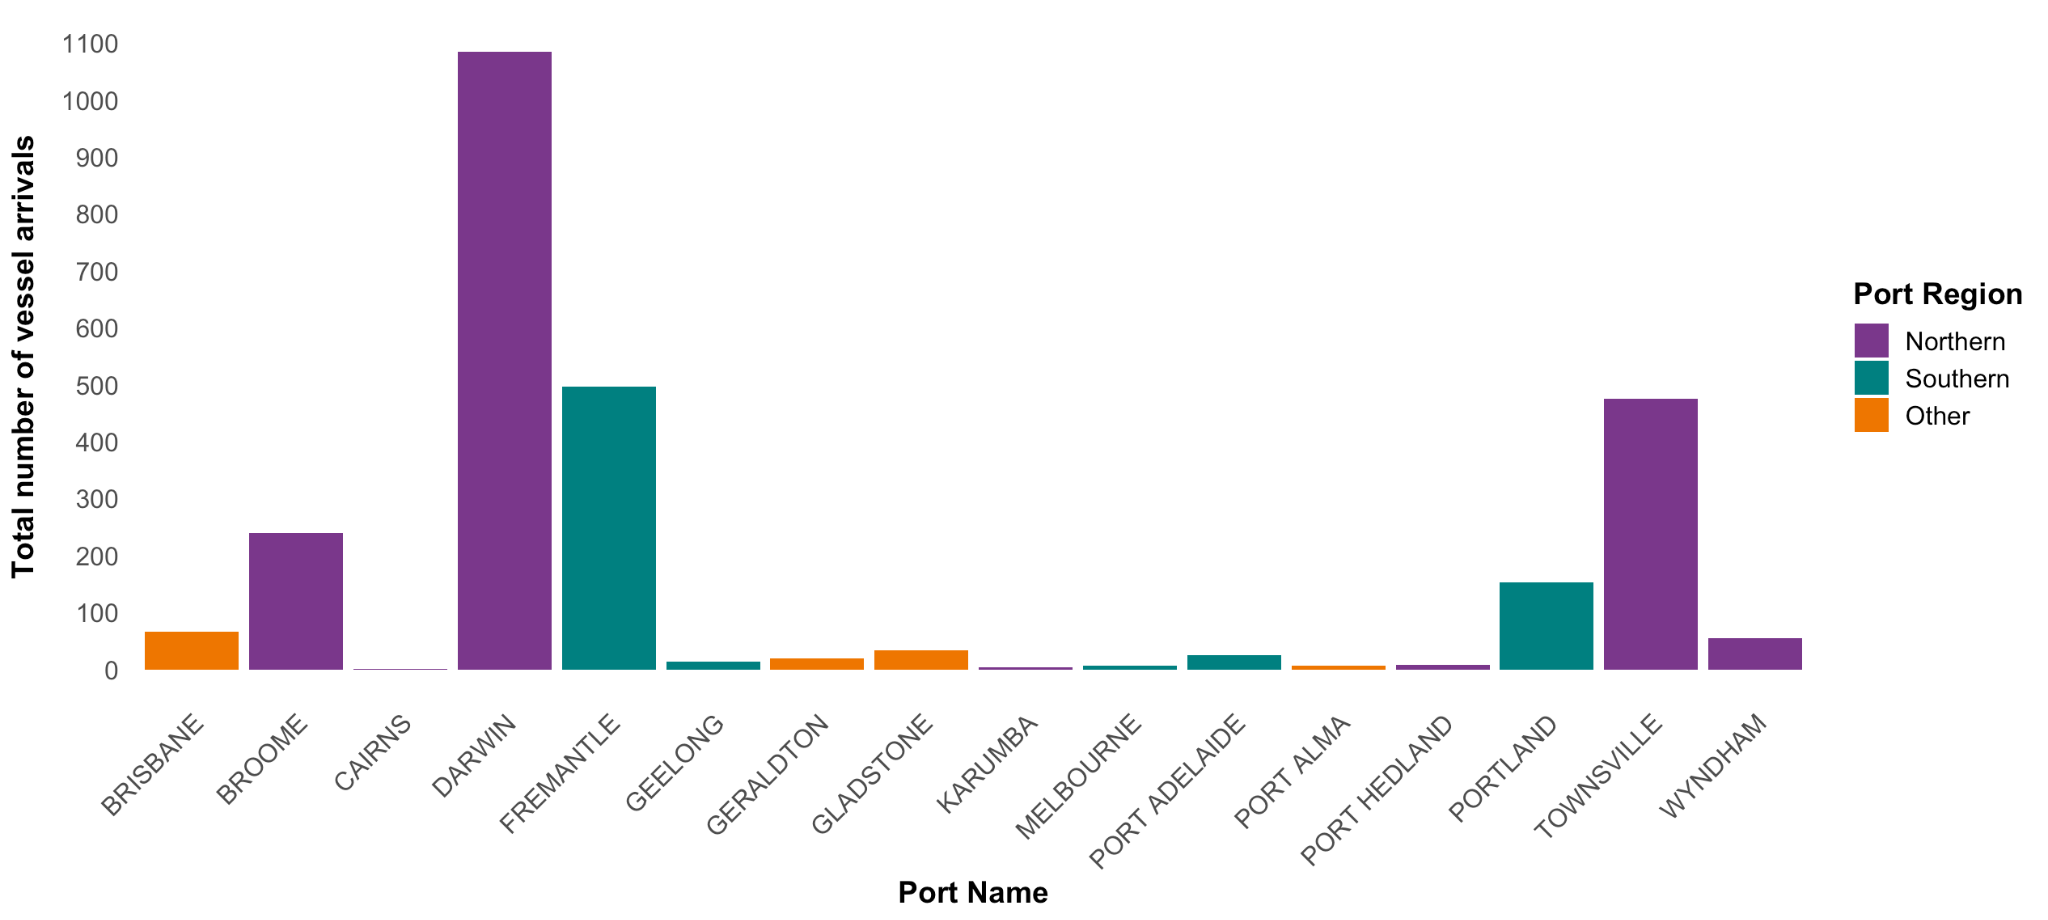 Total number of vessel arrivals
1100
1000
900
800
700
600
500
400
300
200
100
0
BRISBANE
BROOME
CAIRNS
DARWIN
FREMANTLE
GEELONG
GERALDTON
GLADSTONE
KARUMBA
MELBOURNE
PORT ADELAIDE
PORT ALMA
PORT HEDLAND
PORTLAND
TOWNSVILLE
WYNDHAM
Port Name
Port Region
Northern
Southern
Other